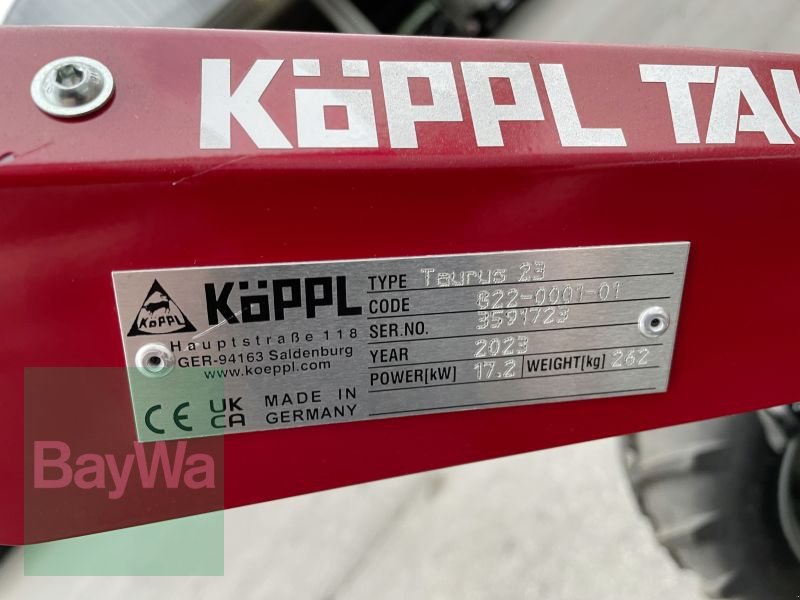 KÖPPL TAU
KÖPPL
KÖPPL
Hauptstraße 118
GER-94163 Saldenburg
www.koeppl.com
CE UK CA MADE IN GERMANY
TYPE Taurus 23
CODE 822-0001-01
SER.NO. 3591723
YEAR 2023
POWER[kW] 17.2 WEIGHT[kg] 262
BayWa